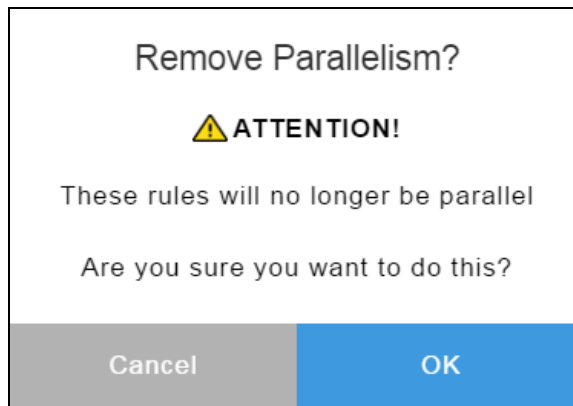 Remove Parallelism?
ATTENTION!
These rules will no longer be parallel
Are you sure you want to do this?
Cancel
OK